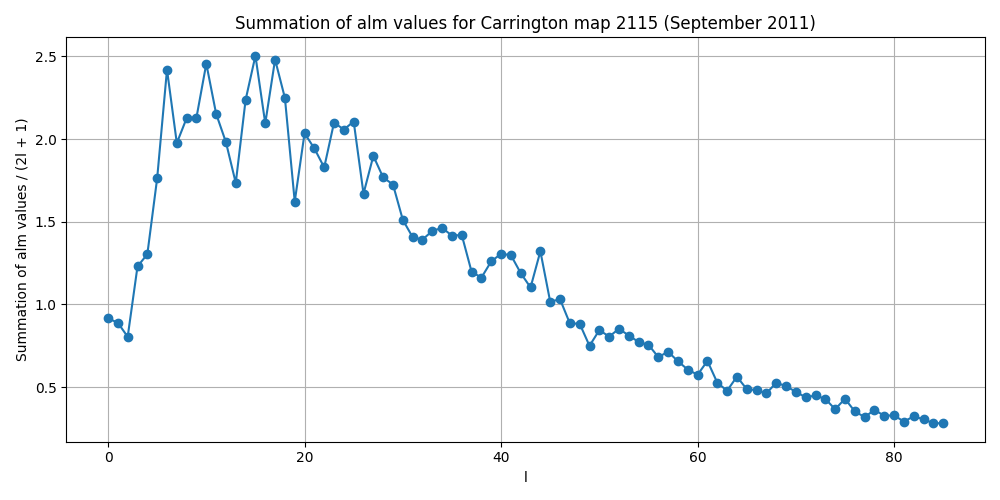 Summation of alm values for Carrington map 2115 (September 2011)
Summation of alm values / (2l + 1)
2.5
2.0
1.5
1.0
0.5
0 20 40 60 80
l